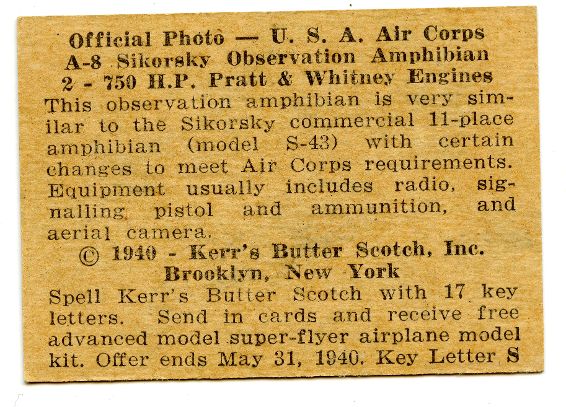 Official Photo — U. S. A. Air Corps
A-8 Sikorsky Observation Amphibian
2 - 750 H.P. Pratt & Whitney Engines
This observation amphibian is very sim-
ilar to the Sikorsky commercial 11-place
amphibian (model S-43) with certain
changes to meet Air Corps requirements.
Equipment usually includes radio, sig-
nalling pistol and ammunition, and
aerial camera.
© 1940 - Kerr's Butter Scotch, Inc.
Brooklyn, New York
Spell Kerr's Butter Scotch with 17 key
letters. Send in cards and receive free
advanced model super-flyer airplane model
kit. Offer ends May 31, 1940. Key Letter S